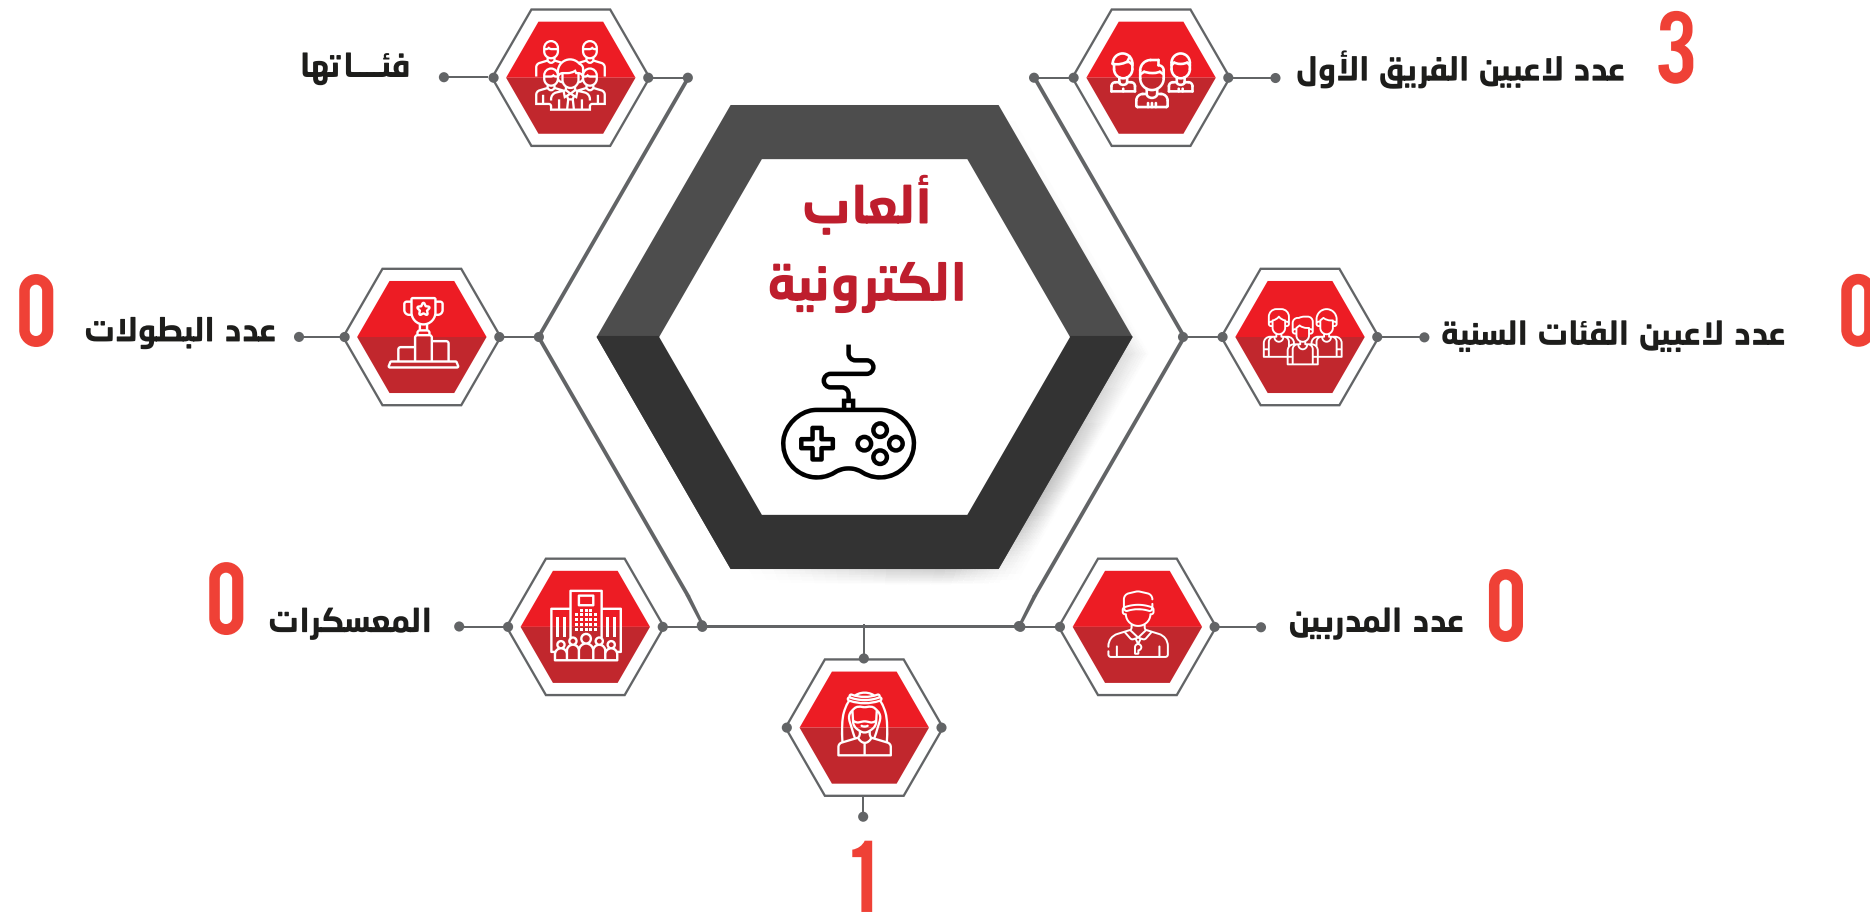 ألعاب
الكترونية
عدد لاعبين الفريق الأول
3
عدد لاعبين الفئات السنية
0
عدد المدربين
0
1
المعسكرات
0
عدد البطولات
0
فئـــاتها